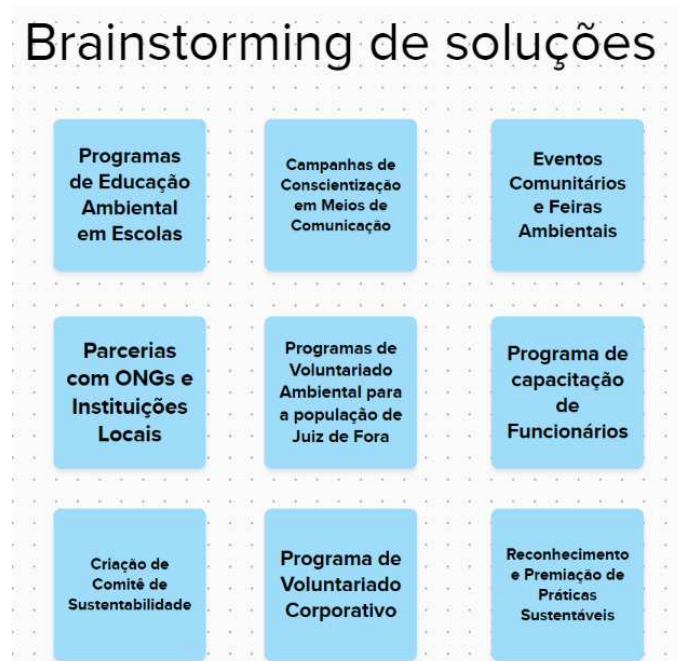 Brainstorming de soluções
Programas
de Educação
Ambiental
em Escolas
Campanhas de
Conscientização
em Meios de
Comunicação
Eventos
Comunitários
e Feiras
Ambientais
Parcerias
com ONGs e
Instituições
Locais
Programas de
Voluntariado
Ambiental para
a população de
Juiz de Fora
Programa de
capacitação
de
Funcionários
Criação de
Comitê de
Sustentabilidade
Programa de
Voluntariado
Corporativo
Reconhecimento
e Premiação de
Práticas
Sustentáveis